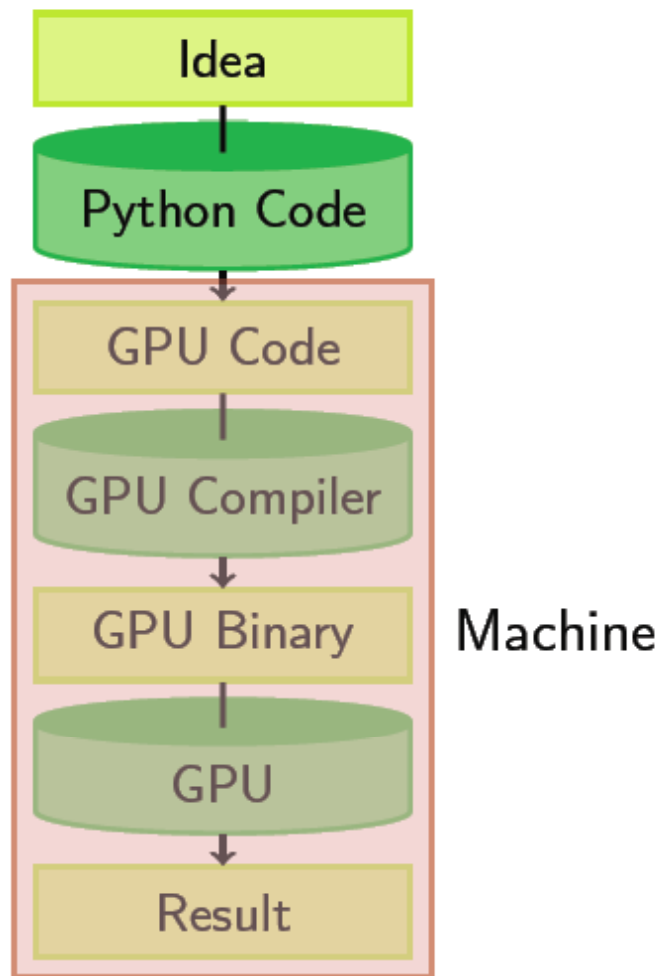 Idea
Python Code
GPU Code
GPU Compiler
GPU Binary
Machine
GPU
Result